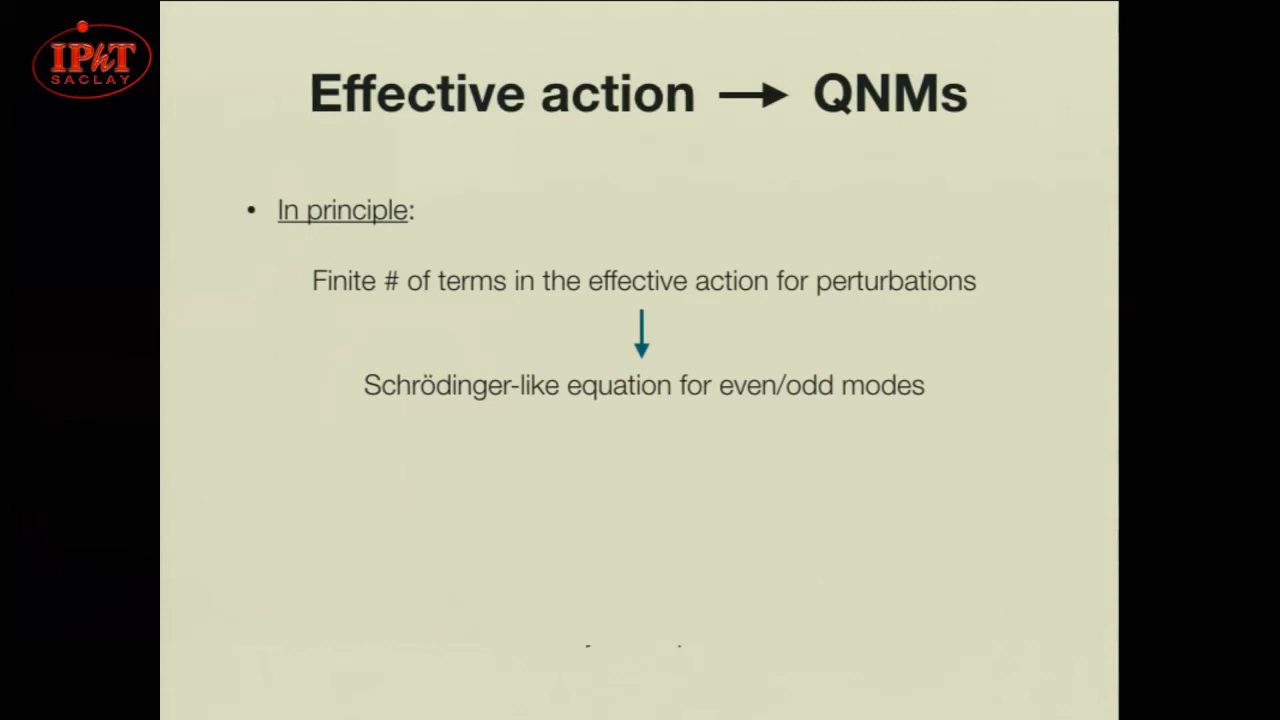 IPhT
SACLAY
Effective action → QNMs
• In principle:
Finite # of terms in the effective action for perturbations
↓
Schrödinger-like equation for even/odd modes